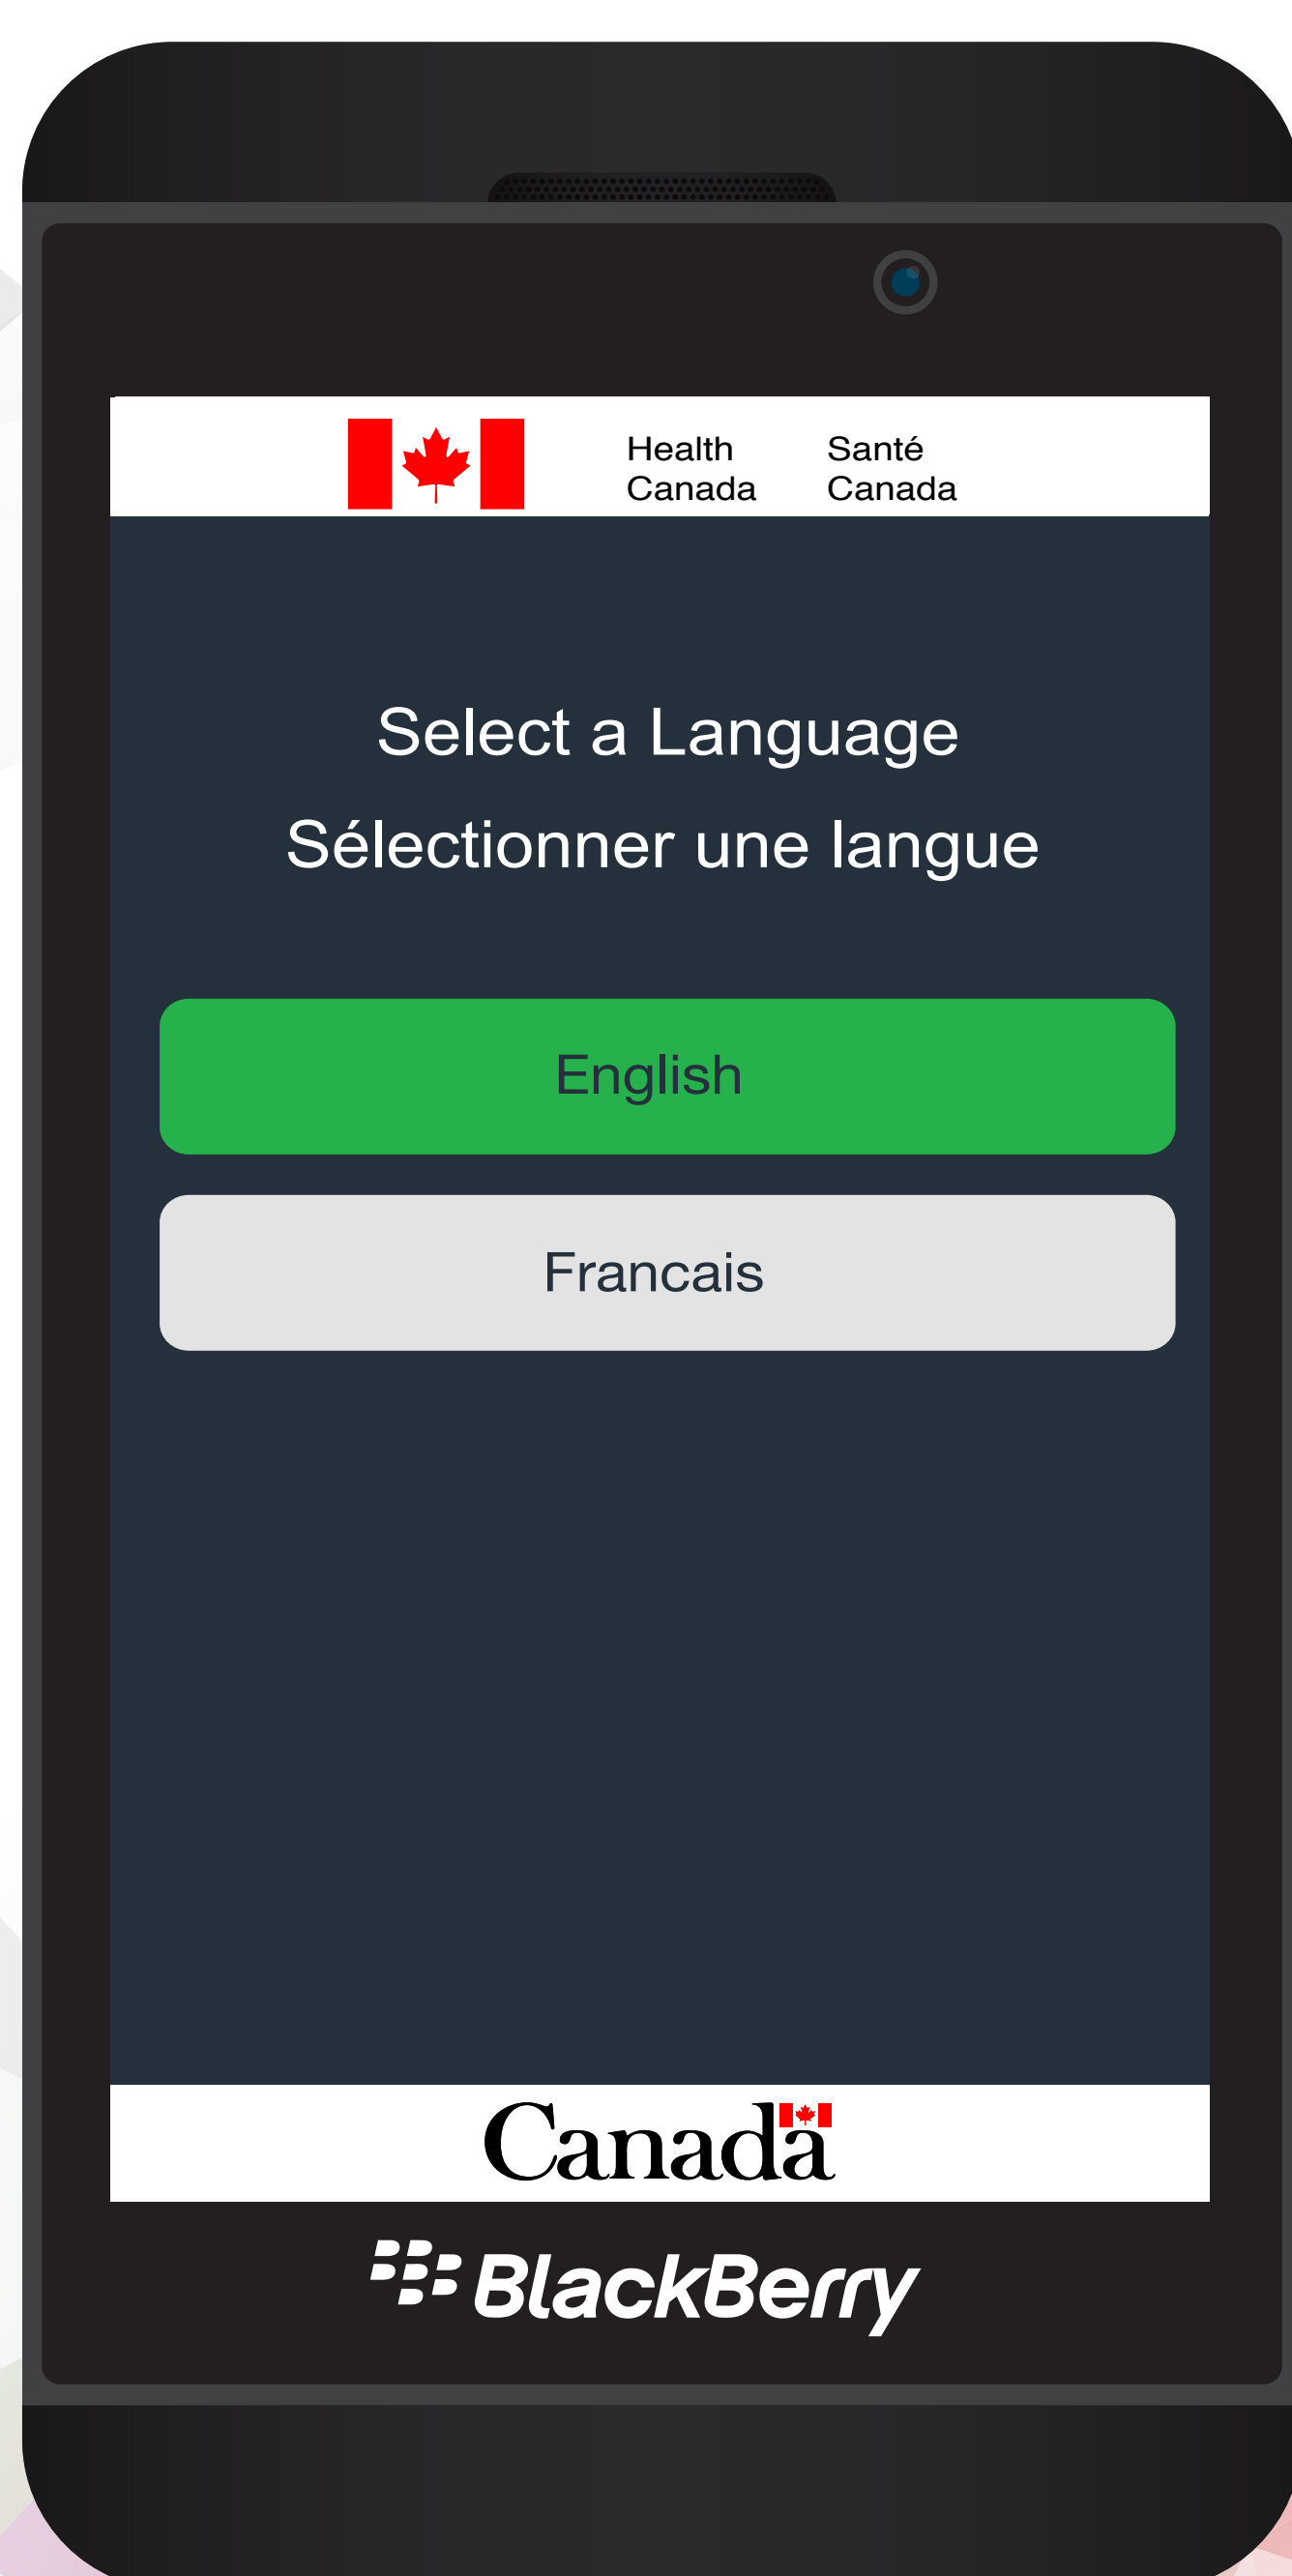 Health Canada
Santé Canada
Select a Language
Sélectionner une langue
English
Francais
Canada
BlackBerry